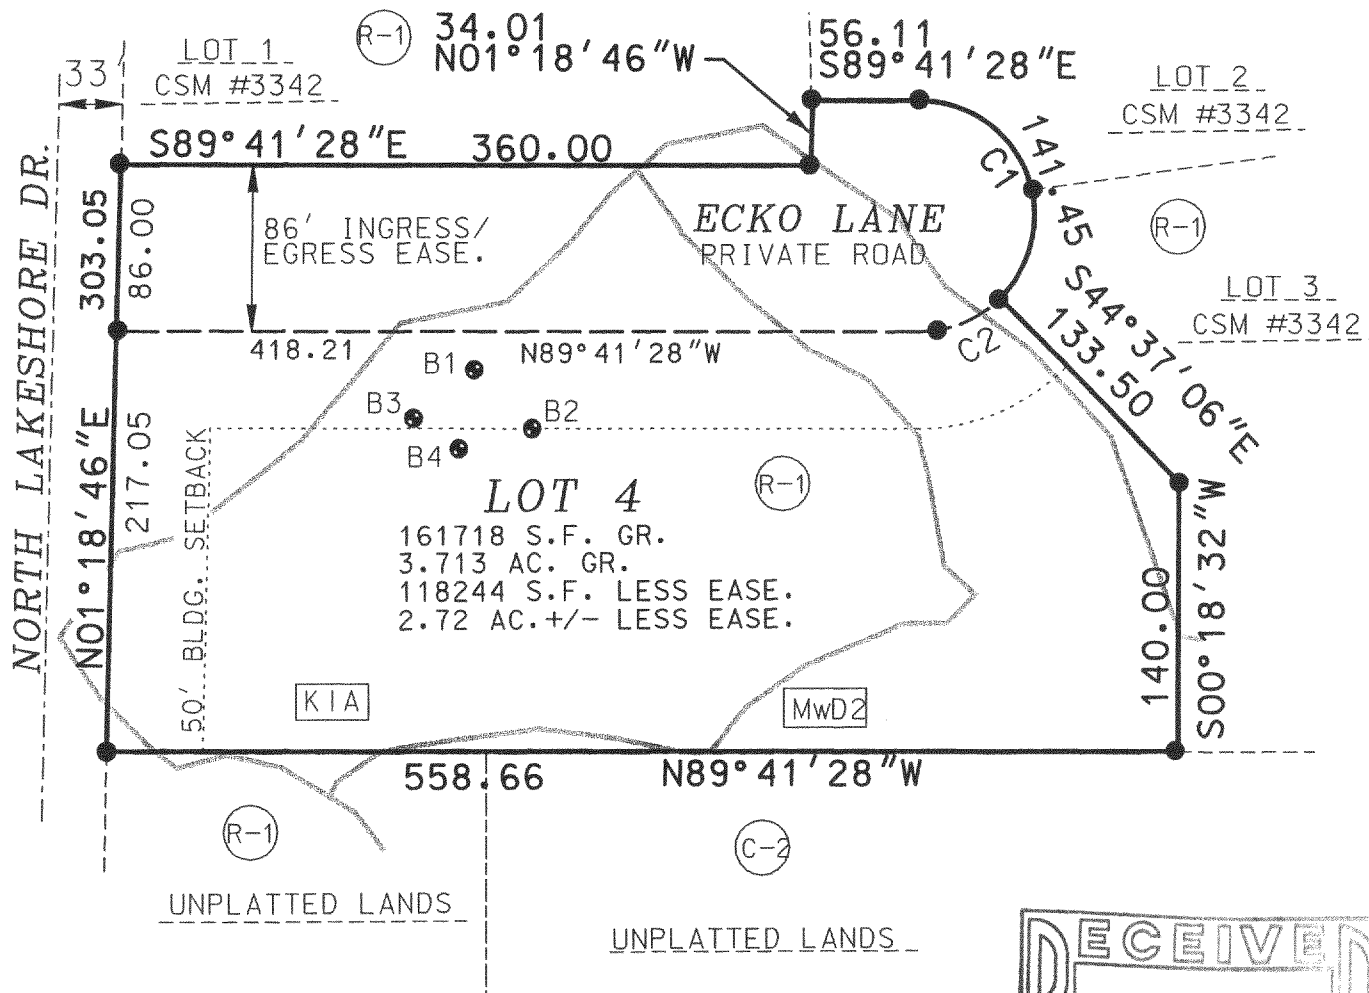 R-1
34.01
N01°18'46"W
56.11
S89°41'28"E
33'
LOT 1
CSM #3342
LOT 2
CSM #3342
S89°41'28"E 360.00
141.45
C1
NORTH LAKESHORE DR.
303.05
86.00
86' INGRESS/
EGRESS EASE.
ECKO LANE
PRIVATE ROAD
R-1
LOT 3
CSM #3342
S44°37'06"E
133.50
418.21
N89°41'28"W
C2
B1
B3
B2
B4
N01°18'46"E
217.05
50' BLDG. SETBACK
LOT 4
R-1
161718 S.F. GR.
3.713 AC. GR.
118244 S.F. LESS EASE.
2.72 AC.+/- LESS EASE.
140.00
S00°18'32"W
KIA
MwD2
558.66
N89°41'28"W
R-1
C-2
UNPLATTED LANDS
UNPLATTED LANDS
DECEIVED